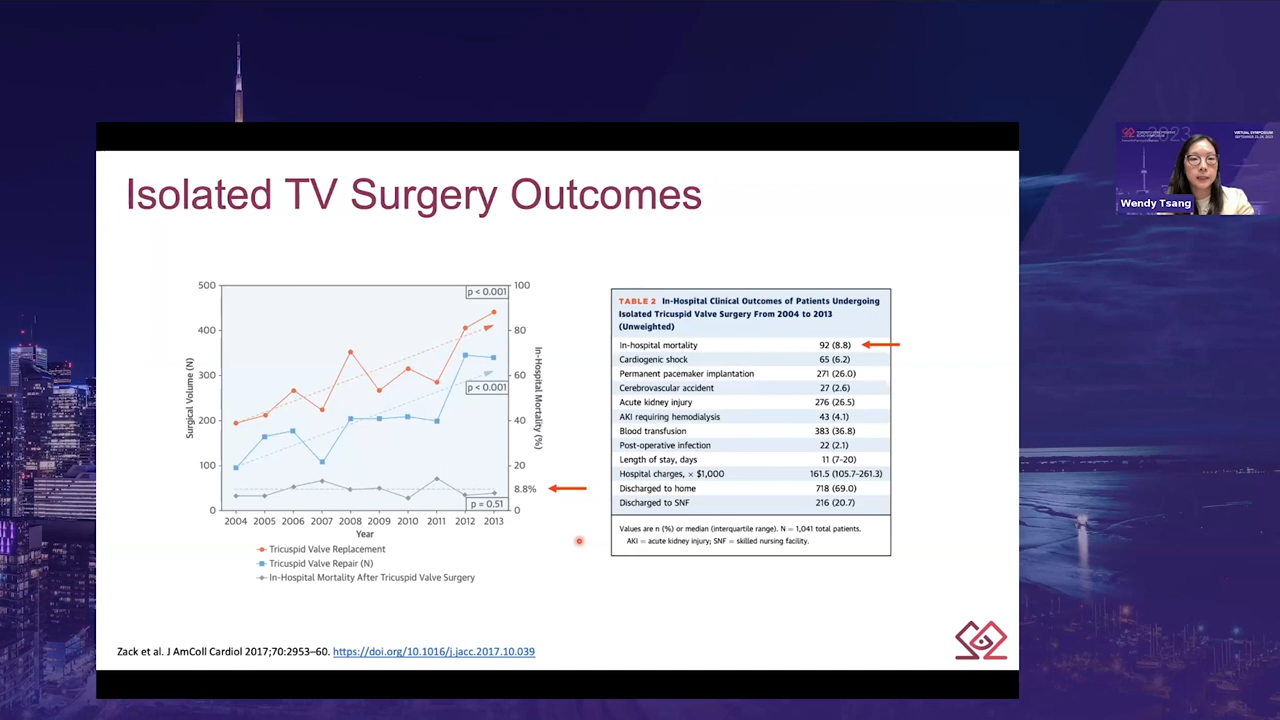 Isolated TV Surgery Outcomes
500
400
300
200
100
0
Surgical Volume (N)
100
80
60
40
20
8.8%
0
In-Hospital Mortality (%)
p < 0.001
p < 0.001
p = 0.51
2004 2005 2006 2007 2008 2009 2010 2011 2012 2013
Year
Tricuspid Valve Replacement
Tricuspid Valve Repair (N)
In-Hospital Mortality After Tricuspid Valve Surgery
TABLE 2 In-Hospital Clinical Outcomes of Patients Undergoing
Isolated Tricuspid Valve Surgery From 2004 to 2013
(Unweighted)
In-hospital mortality 92 (8.8)
Cardiogenic shock 65 (6.2)
Permanent pacemaker implantation 271 (26.0)
Cerebrovascular accident 27 (2.6)
Acute kidney injury 276 (26.5)
AKI requiring hemodialysis 43 (4.1)
Blood transfusion 383 (36.8)
Post-operative infection 22 (2.1)
Length of stay, days 11 (7-20)
Hospital charges, × $1,000 161.5 (105.7-261.3)
Discharged to home 718 (69.0)
Discharged to SNF 216 (20.7)
Values are n (%) or median (interquartile range). N = 1,041 total patients.
AKI = acute kidney injury; SNF = skilled nursing facility.
Zack et al. J AmColl Cardiol 2017;70:2953–60. https://doi.org/10.1016/j.jacc.2017.10.039
2023
VIRTUAL SYMPOSIUM
Wendy Tsang